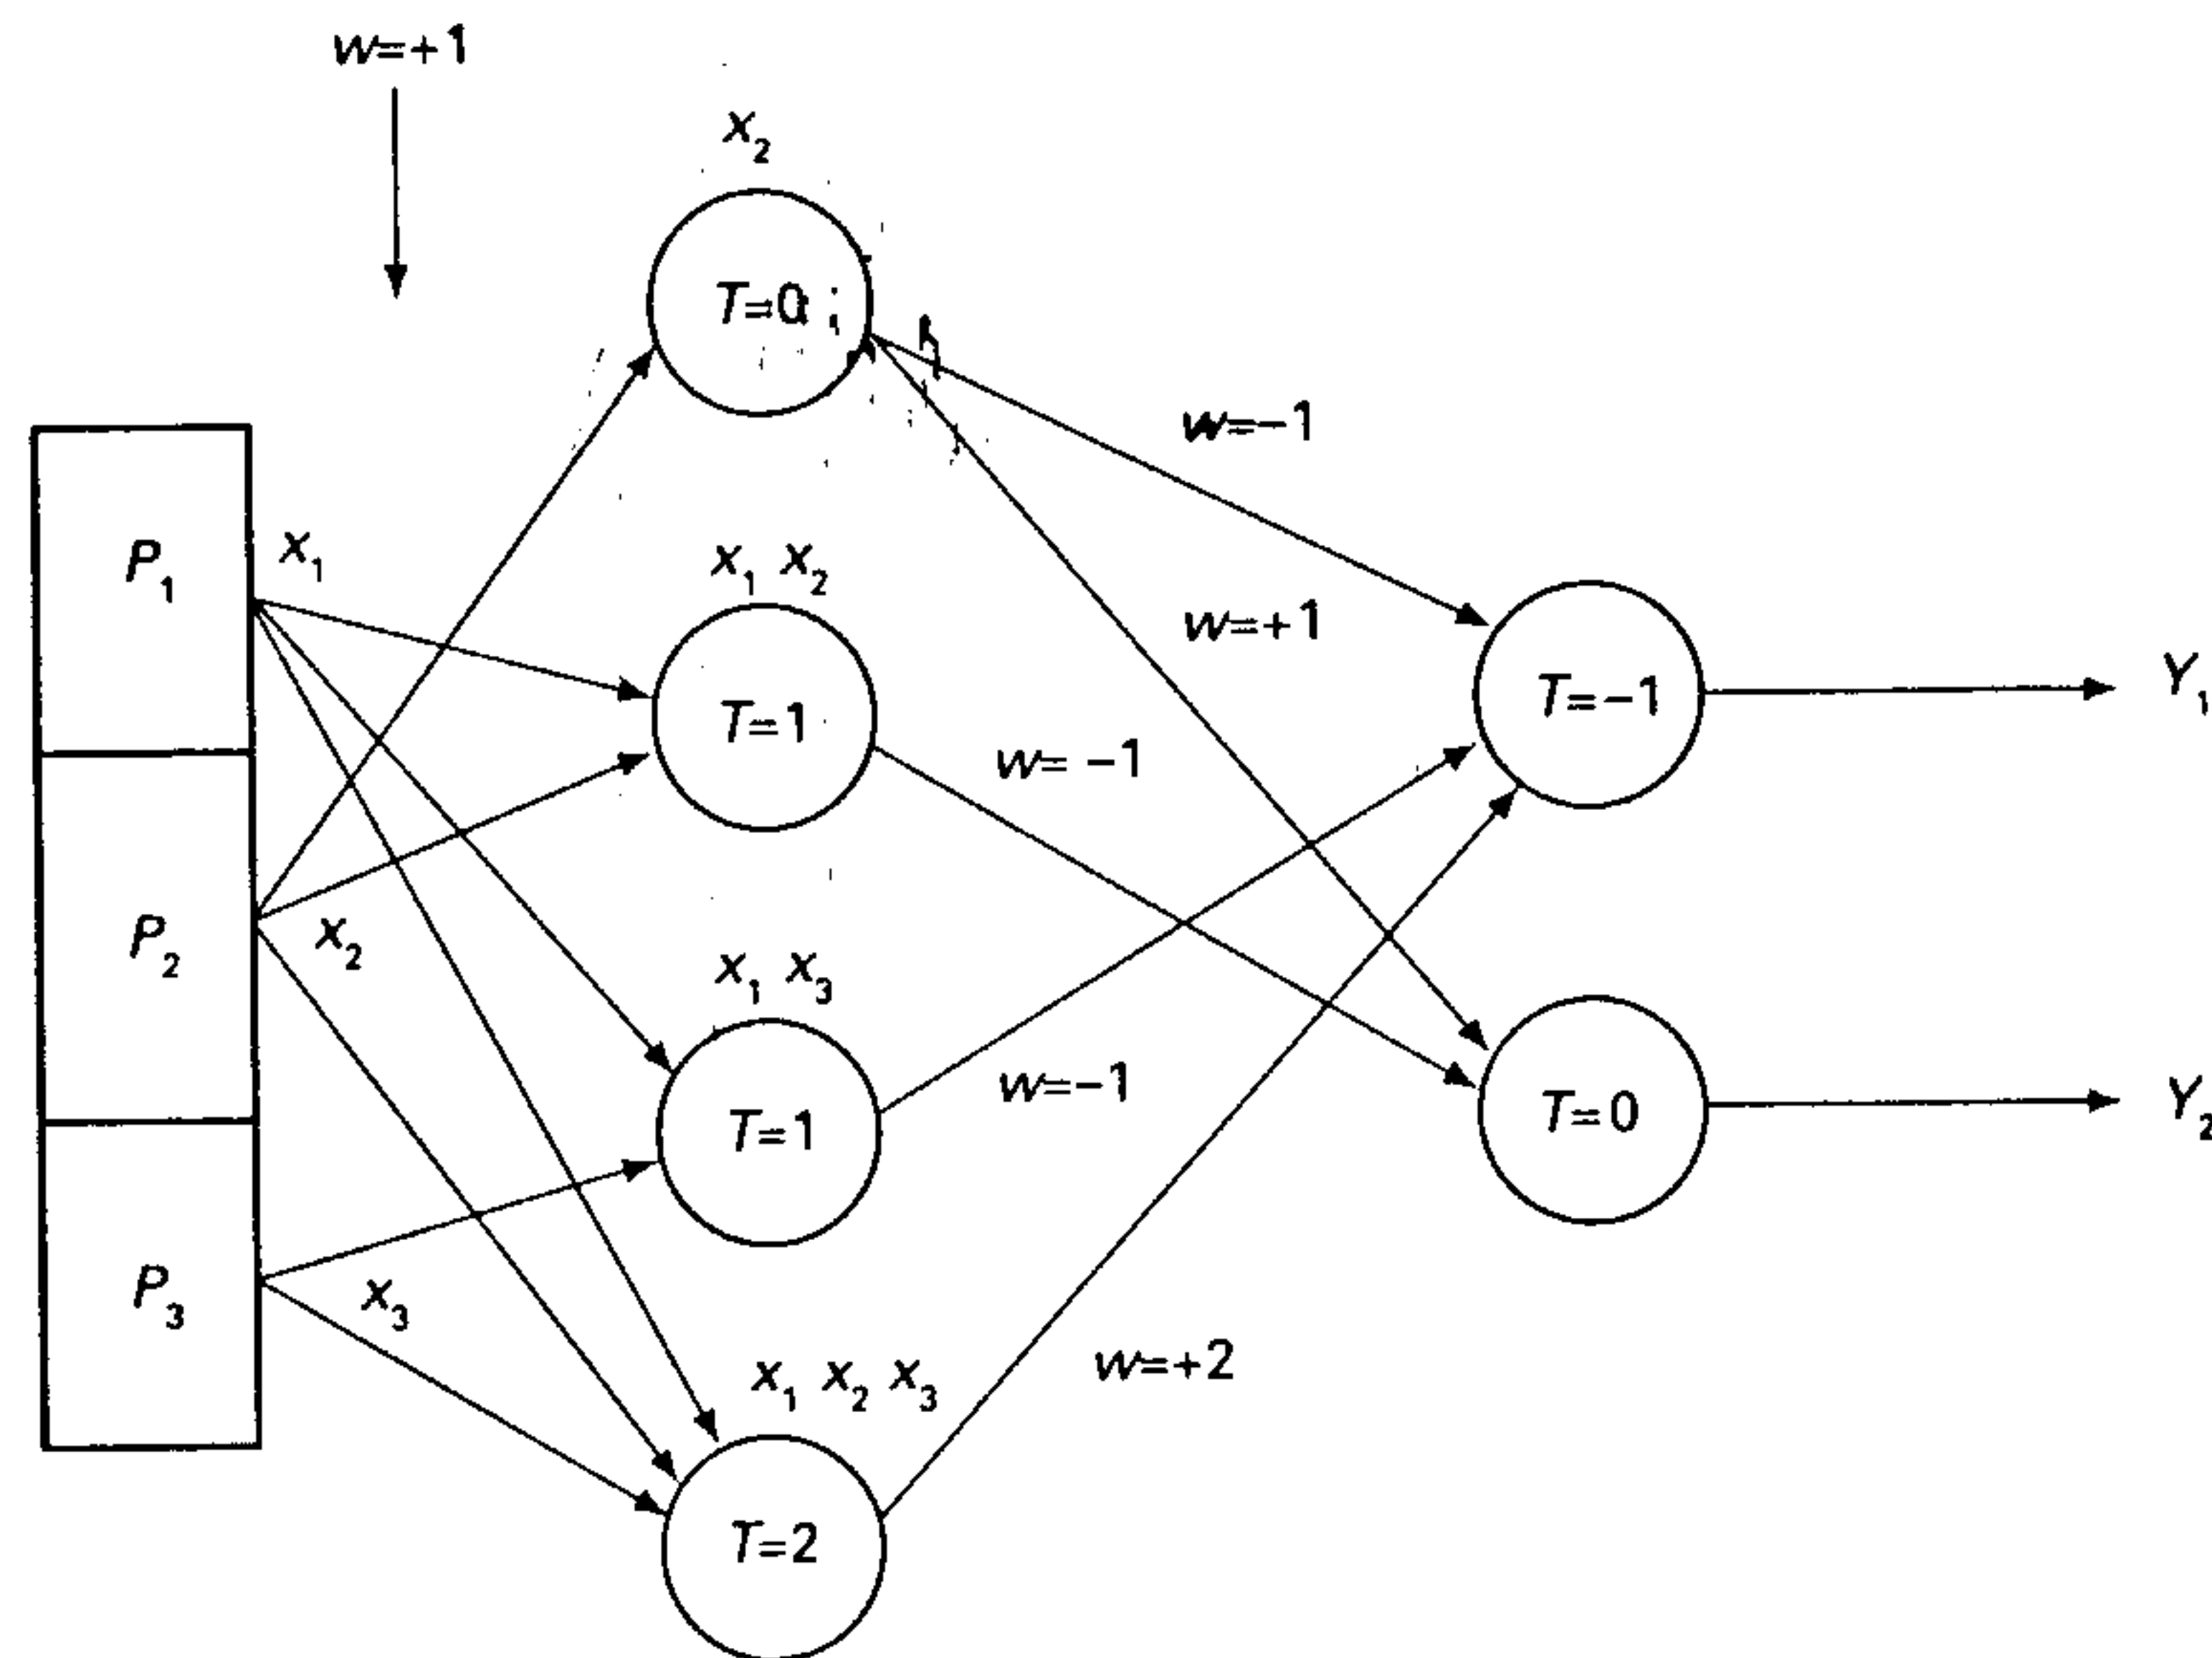 w=+1
x₂
T=0
w=-1
P₁
x₁
x₁ x₂
w=+1
T=-1
Y₁
T=1
w= -1
P₂
x₂
x₁ x₃
w=-1
T=0
Y₂
T=1
P₃
x₃
x₁ x₂ x₃
w=+2
T=2